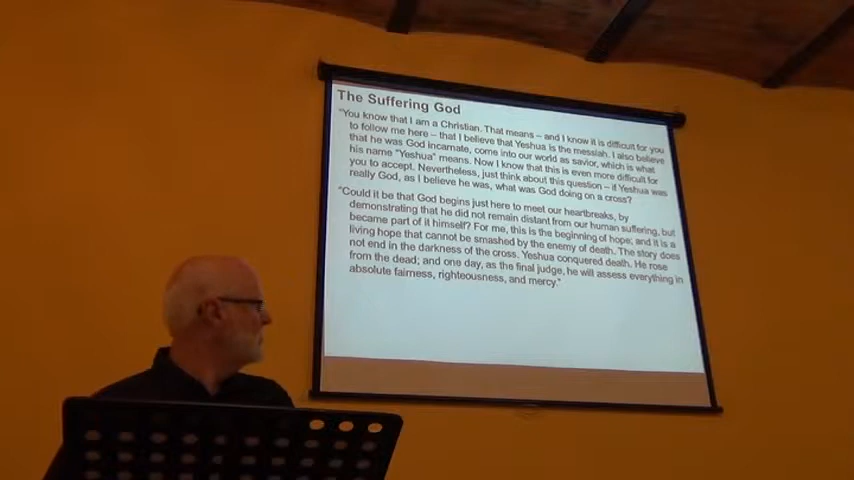 The Suffering God
"You know that I am a Christian. That means – and I know it is difficult for you
to follow me here – that I believe that Yeshua is the messiah. I also believe
that he was God incarnate, come into our world as savior, which is what
his name "Yeshua" means. Now I know that this is even more difficult for
you to accept. Nevertheless, just think about this question – if Yeshua was
really God, as I believe he was, what was God doing on a cross?
"Could it be that God begins just here to meet our heartbreaks, by
demonstrating that he did not remain distant from our human suffering, but
became part of it himself? For me, this is the beginning of hope; and it is a
living hope that cannot be smashed by the enemy of death. The story does
not end in the darkness of the cross. Yeshua conquered death. He rose
from the dead; and one day, as the final judge, he will assess everything in
absolute fairness, righteousness, and mercy."